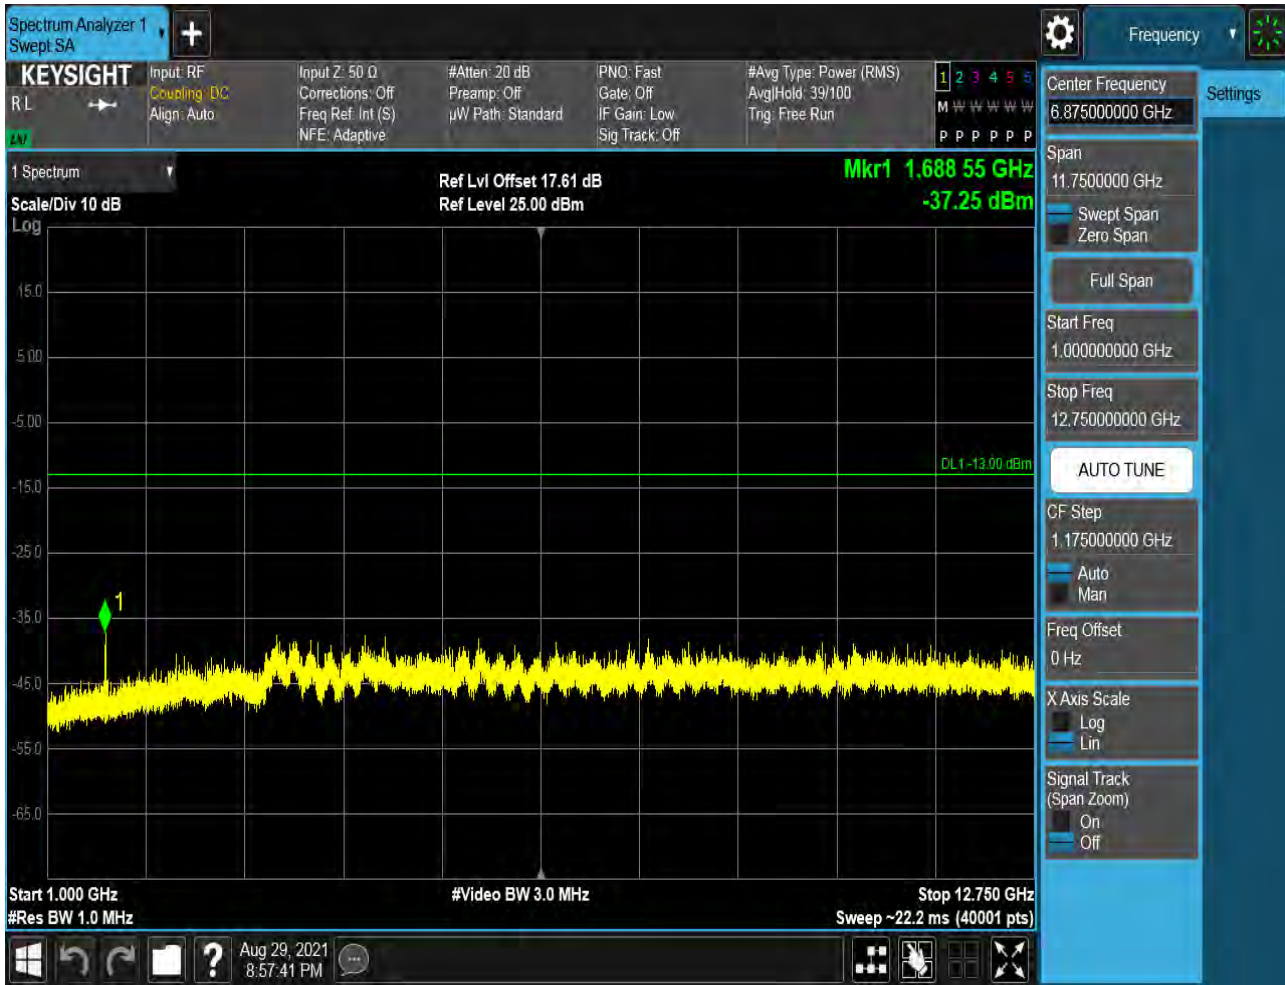 Spectrum Analyzer 1
Swept SA
Frequency
KEYSIGHT
R L
Input: RF
Coupling: DC
Align: Auto
Input Z: 50 Ω
Corrections: Off
Freq Ref: Int (S)
NFE: Adaptive
#Atten: 20 dB
Preamp: Off
µW Path: Standard
PNO: Fast
Gate: Off
IF Gain: Low
Sig Track: Off
#Avg Type: Power (RMS)
Avg|Hold: 39/100
Trig: Free Run
1 2 3 4 5 6
M W W W W W
P P P P P P
1 Spectrum
Scale/Div 10 dB
Log
Ref Lvl Offset 17.61 dB
Ref Level 25.00 dBm
Mkr1 1.688 55 GHz
-37.25 dBm
15.0
5.00
-5.00
-15.0
-25.0
-35.0
-45.0
-55.0
-65.0
DL1 -13.00 dBm
1
Start 1.000 GHz
#Res BW 1.0 MHz
#Video BW 3.0 MHz
Stop 12.750 GHz
Sweep ~22.2 ms (40001 pts)
Center Frequency
6.875000000 GHz
Settings
Span
11.7500000 GHz
Swept Span
Zero Span
Full Span
Start Freq
1.000000000 GHz
Stop Freq
12.750000000 GHz
AUTO TUNE
CF Step
1.175000000 GHz
Auto
Man
Freq Offset
0 Hz
X Axis Scale
Log
Lin
Signal Track
(Span Zoom)
On
Off
?
Aug 29, 2021
8:57:41 PM